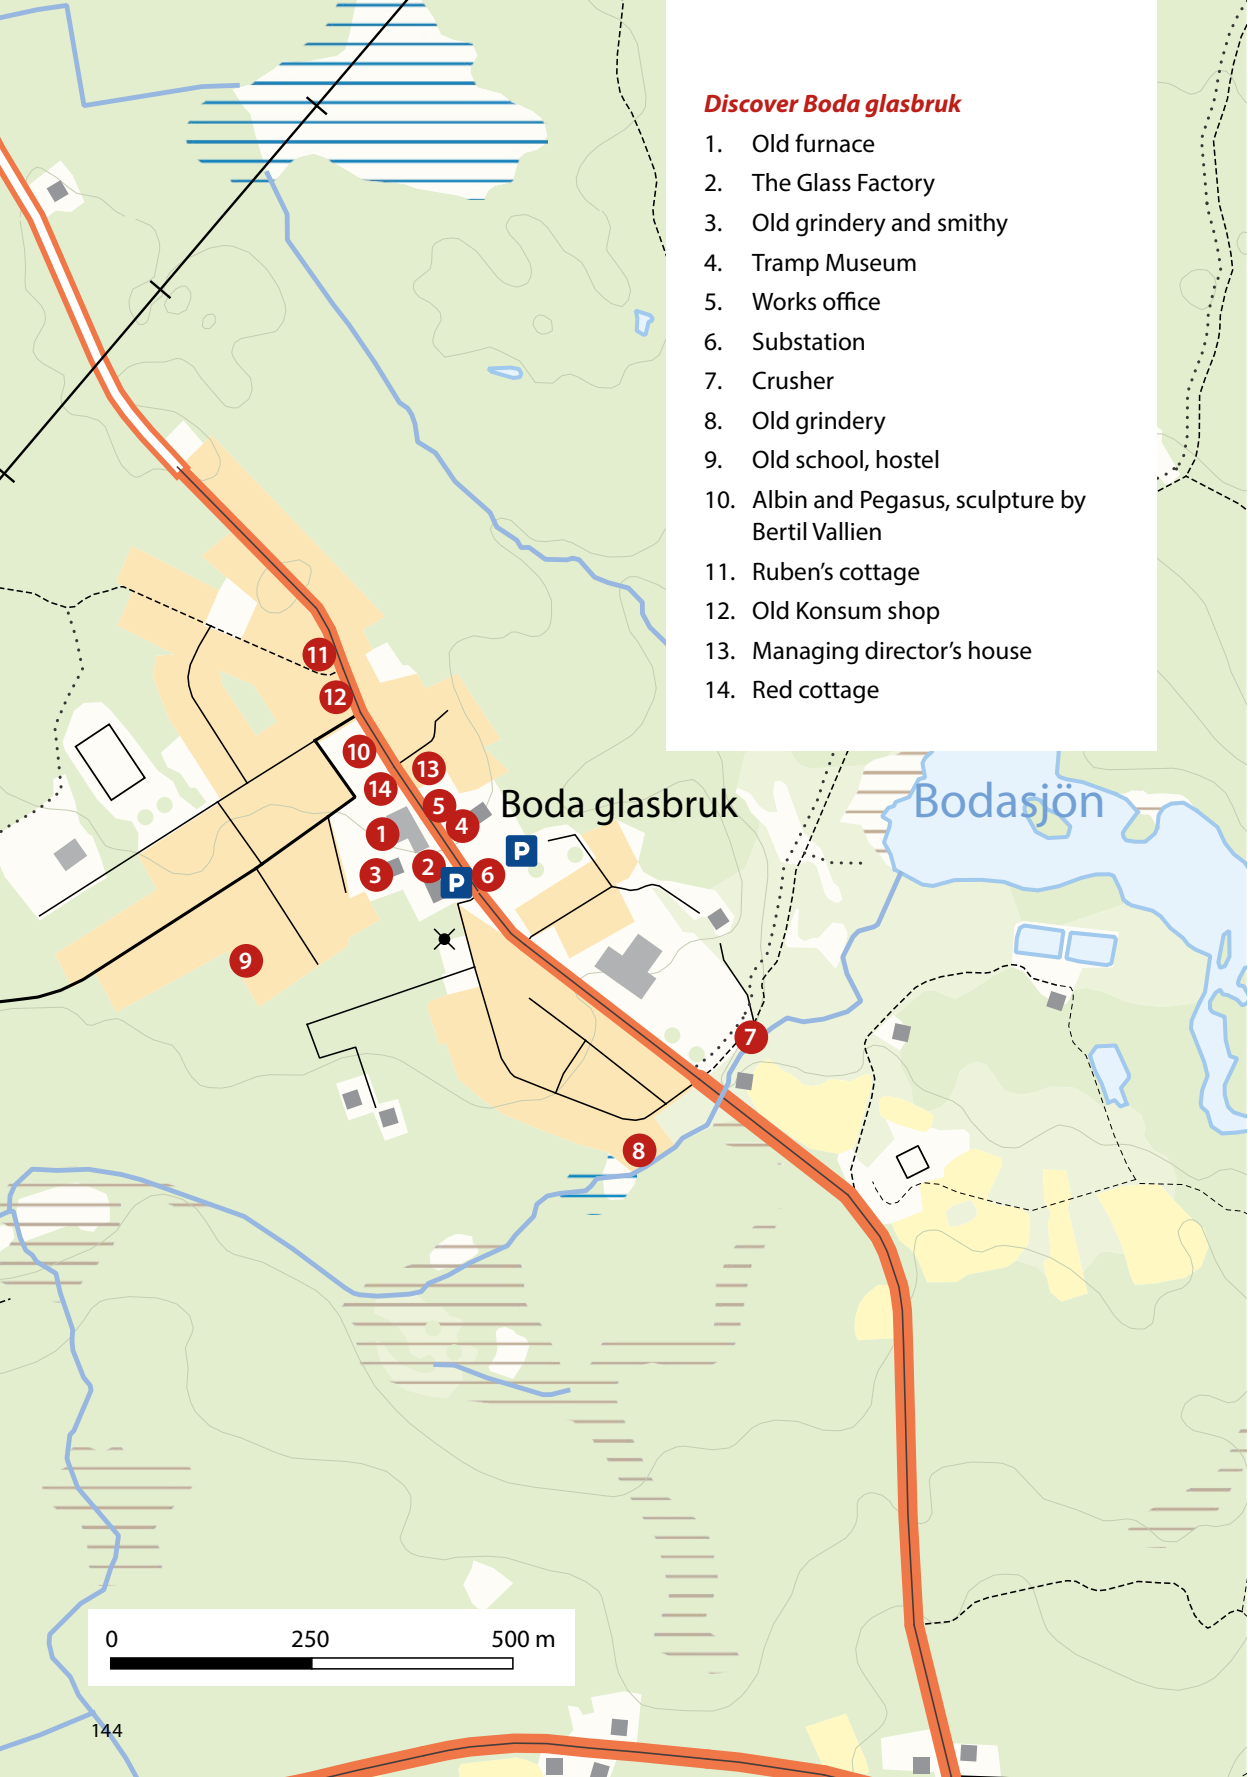 Discover Boda glasbruk
1. Old furnace
2. The Glass Factory
3. Old grindery and smithy
4. Tramp Museum
5. Works office
6. Substation
7. Crusher
8. Old grindery
9. Old school, hostel
10. Albin and Pegasus, sculpture by
Bertil Vallien
11. Ruben’s cottage
12. Old Konsum shop
13. Managing director’s house
14. Red cottage
11
12
10
13
14
5
4
Boda glasbruk
Bodasjön
1
P
3
2
P
6
9
7
8
0 250 500 m
144